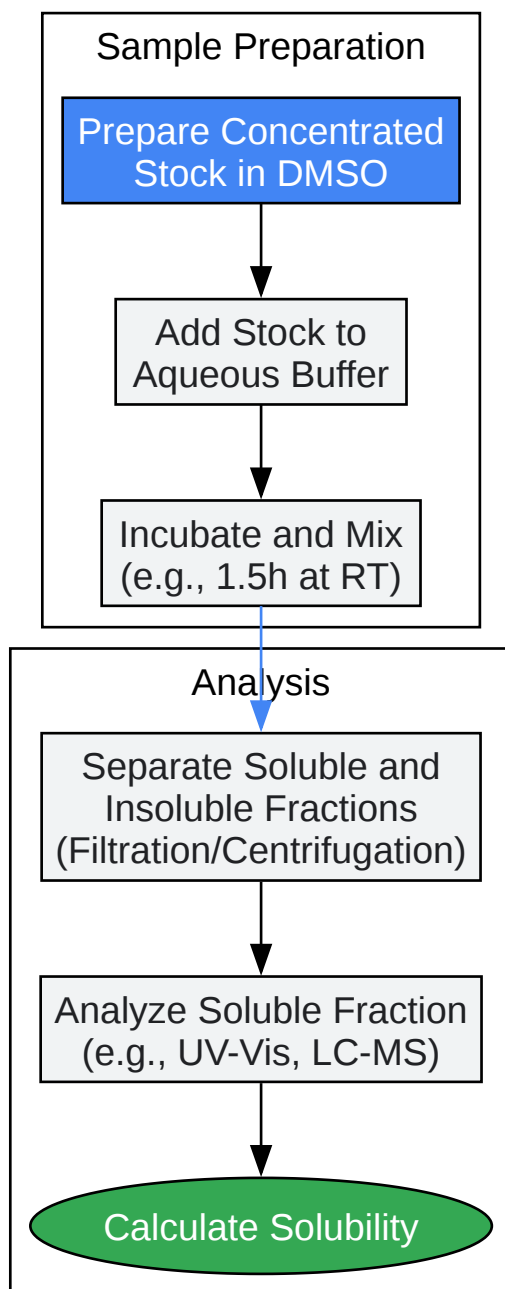 Sample Preparation
Prepare Concentrated
Stock in DMSO
Add Stock to
Aqueous Buffer
Incubate and Mix
(e.g., 1.5h at RT)
Analysis
Separate Soluble and
Insoluble Fractions
(Filtration/Centrifugation)
Analyze Soluble Fraction
(e.g., UV-Vis, LC-MS)
Calculate Solubility